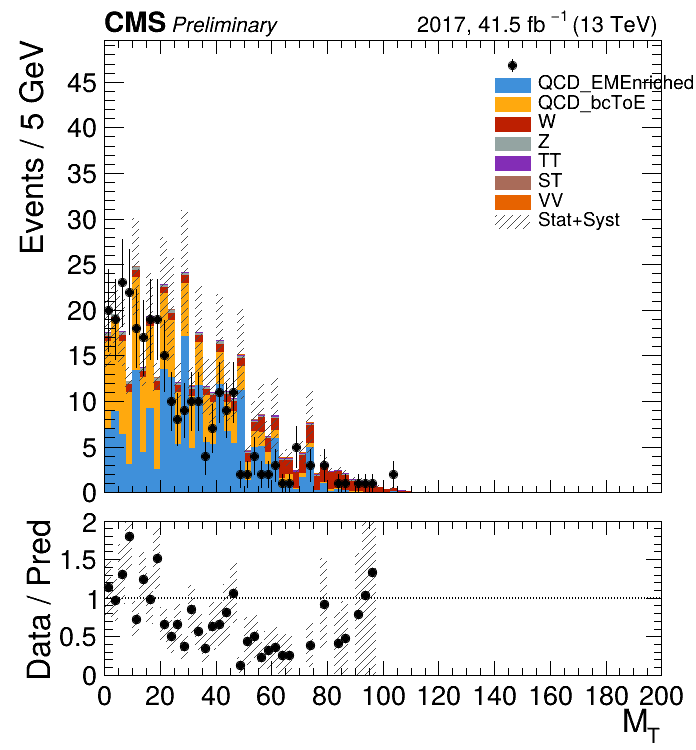 CMS Preliminary 2017, 41.5 fb⁻¹ (13 TeV)
Events / 5 GeV
45
40
35
30
25
20
15
10
5
0
QCD_EMEnriched
QCD_bcToE
W
Z
TT
ST
VV
Stat+Syst
Data / Pred
2
1.5
1
0.5
0
0 20 40 60 80 100 120 140 160 180 200
M_T